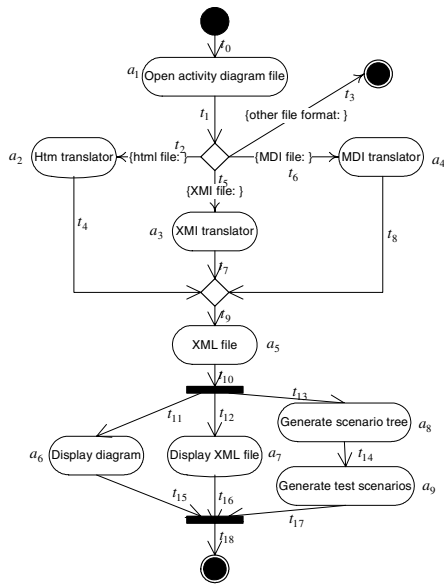 t0
a1 Open activity diagram file
t1
t3
{other file format: }
t2
a2 Htm translator {html file: } {MDI file: } MDI translator a4
t5 t6
{XMI file: }
t4 a3 XMI translator t8
t7
t9
XML file a5
t10
t11 t12 t13
Generate scenario tree a8
a6 Display diagram Display XML file a7 t14
Generate test scenarios a9
t15 t16 t17
t18